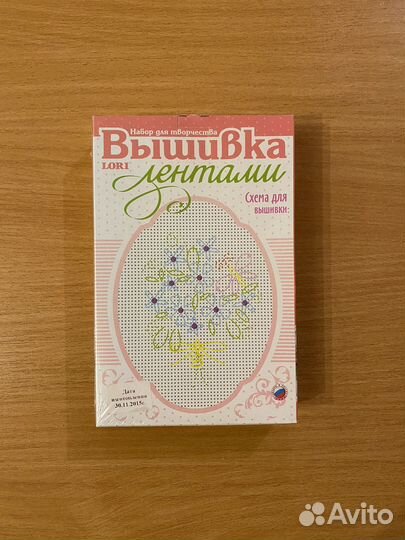 Набор для творчества
Вышивка
LORI
лентами
Схема для
вышивки:
Дата
изготовления
30.11.2015г.
Avito